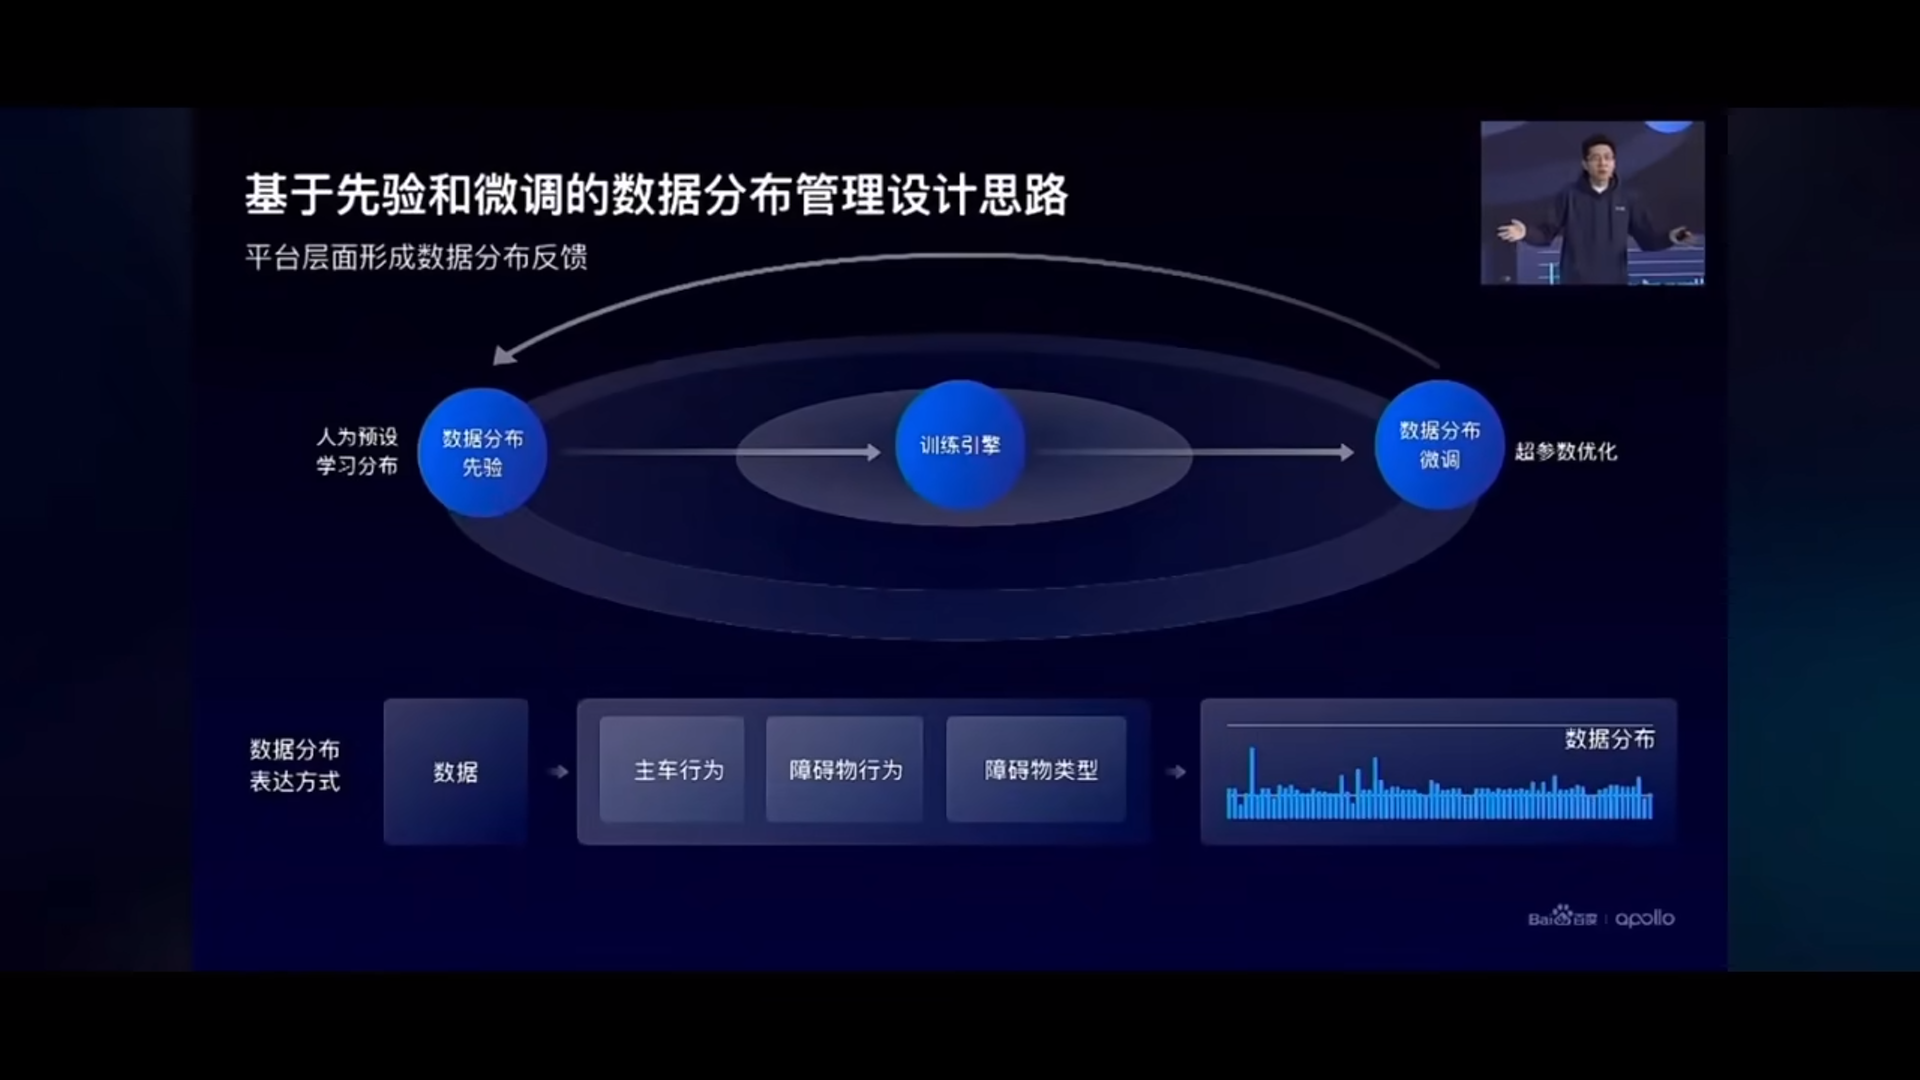 基于先验和微调的数据分布管理设计思路
平台层面形成数据分布反馈
人为预设
学习分布
数据分布
先验
训练引擎
数据分布
微调
超参数优化
数据分布
表达方式
数据
主车行为
障碍物行为
障碍物类型
数据分布
Bai百度 | apollo